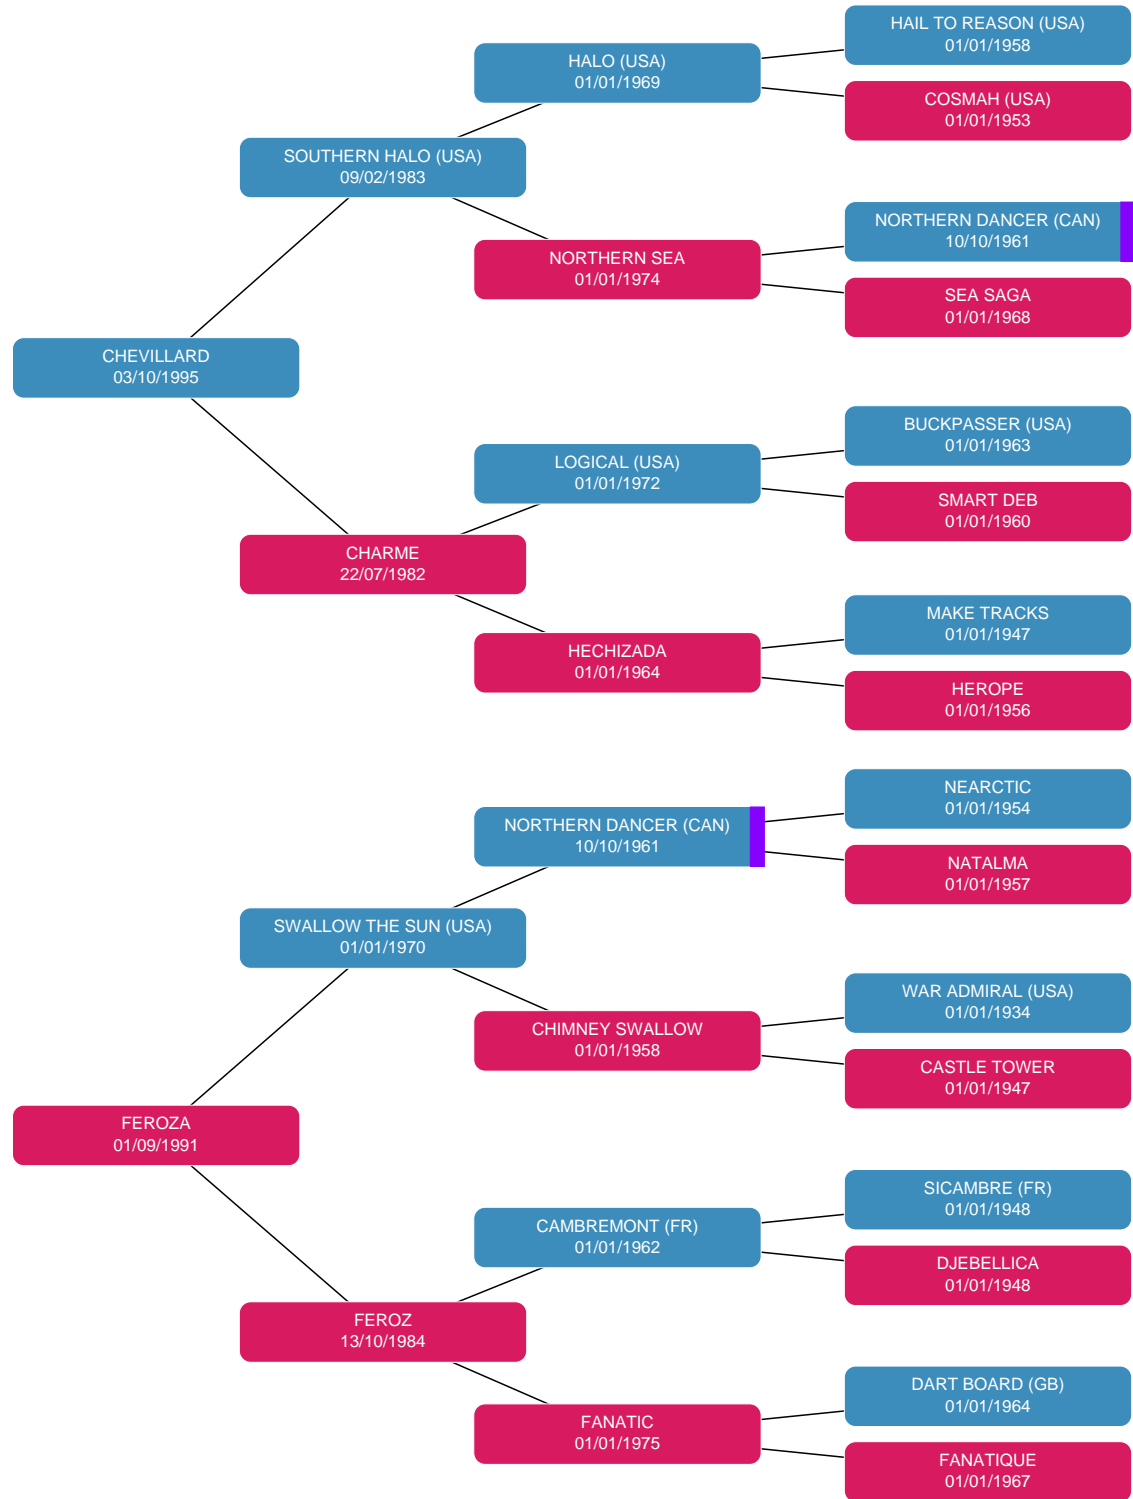 HAIL TO REASON (USA)
01/01/1958
HALO (USA)
01/01/1969
COSMAH (USA)
01/01/1953
SOUTHERN HALO (USA)
09/02/1983
NORTHERN DANCER (CAN)
10/10/1961
NORTHERN SEA
01/01/1974
SEA SAGA
01/01/1968
CHEVILLARD
03/10/1995
BUCKPASSER (USA)
01/01/1963
LOGICAL (USA)
01/01/1972
SMART DEB
01/01/1960
CHARME
22/07/1982
MAKE TRACKS
01/01/1947
HECHIZADA
01/01/1964
HEROPE
01/01/1956
NEARCTIC
01/01/1954
NORTHERN DANCER (CAN)
10/10/1961
NATALMA
01/01/1957
SWALLOW THE SUN (USA)
01/01/1970
WAR ADMIRAL (USA)
01/01/1934
CHIMNEY SWALLOW
01/01/1958
CASTLE TOWER
01/01/1947
FEROZA
01/09/1991
SICAMBRE (FR)
01/01/1948
CAMBREMONT (FR)
01/01/1962
DJEBELLICA
01/01/1948
FEROZ
13/10/1984
DART BOARD (GB)
01/01/1964
FANATIC
01/01/1975
FANATIQUE
01/01/1967